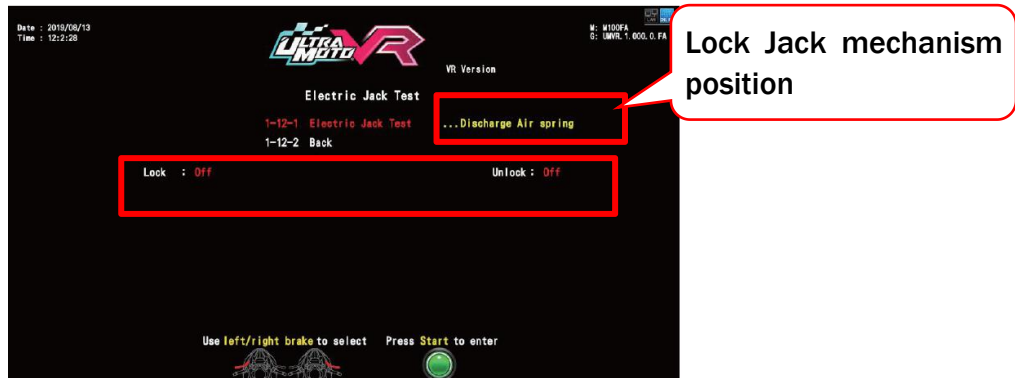 Date : 2019/08/13
Time : 12:2:28
ULTRA
MOTO VR
VR Version
W: M100FA
G: UMVR.1.000.0.FA
Lock Jack mechanism
position
Electric Jack Test
1-12-1 Electric Jack Test ...Discharge Air spring
1-12-2 Back
Lock : Off Unlock : Off
Use left/right brake to select Press Start to enter